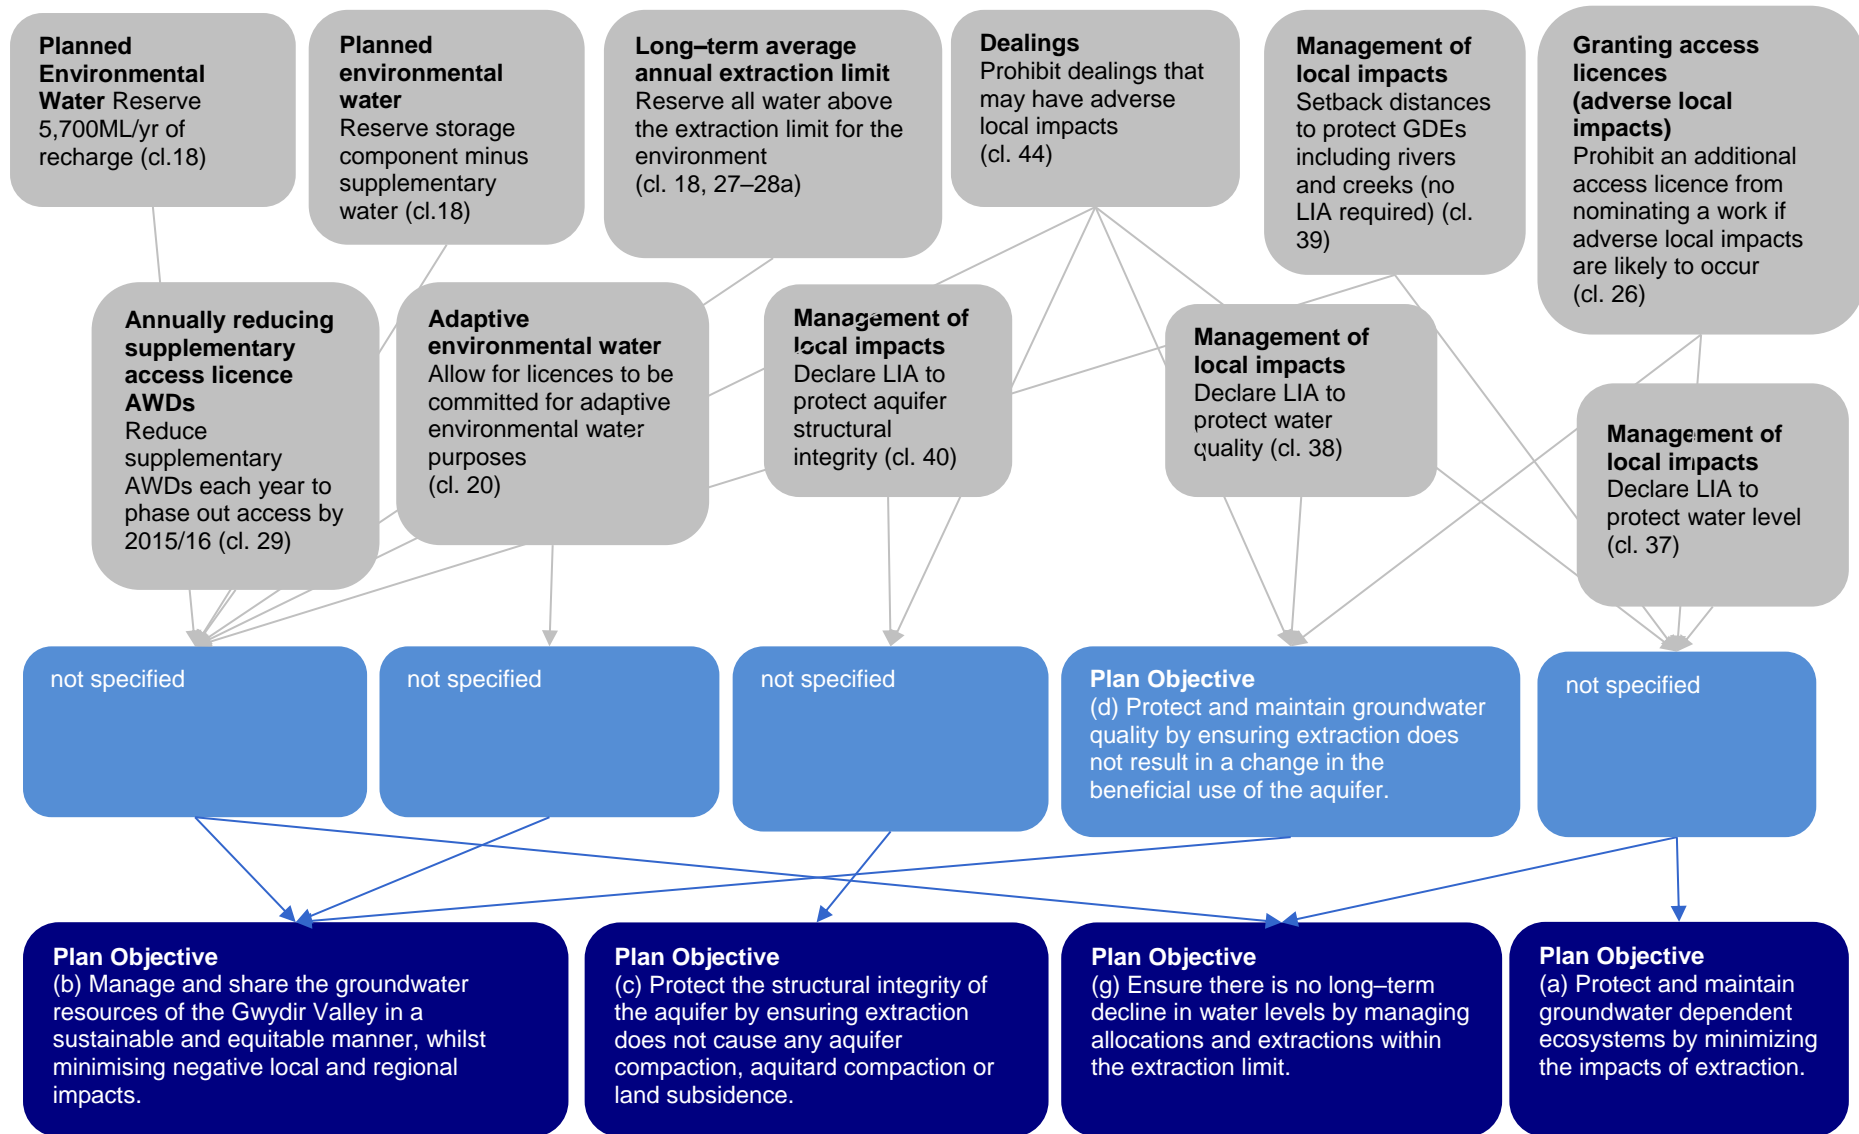 Planned
Environmental
Water Reserve
5,700ML/yr of
recharge (cl.18)
Planned
environmental
water
Reserve storage
component minus
supplementary
water (cl.18)
Long–term average
annual extraction limit
Reserve all water above
the extraction limit for the
environment
(cl. 18, 27–28a)
Dealings
Prohibit dealings that
may have adverse
local impacts
(cl. 44)
Management of
local impacts
Setback distances
to protect GDEs
including rivers
and creeks (no
LIA required) (cl.
39)
Granting access
licences
(adverse local
impacts)
Prohibit an additional
access licence from
nominating a work if
adverse local impacts
are likely to occur
(cl. 26)
Annually reducing
supplementary
access licence
AWDs
Reduce
supplementary
AWDs each year to
phase out access by
2015/16 (cl. 29)
Adaptive
environmental water
Allow for licences to be
committed for adaptive
environmental water
purposes
(cl. 20)
Management of
local impacts
Declare LIA to
protect aquifer
structural
integrity (cl. 40)
Management of
local impacts
Declare LIA to
protect water
quality (cl. 38)
Management of
local impacts
Declare LIA to
protect water level
(cl. 37)
not specified
not specified
not specified
Plan Objective
(d) Protect and maintain groundwater
quality by ensuring extraction does
not result in a change in the
beneficial use of the aquifer.
not specified
Plan Objective
(b) Manage and share the groundwater
resources of the Gwydir Valley in a
sustainable and equitable manner, whilst
minimising negative local and regional
impacts.
Plan Objective
(c) Protect the structural integrity of
the aquifer by ensuring extraction
does not cause any aquifer
compaction, aquitard compaction or
land subsidence.
Plan Objective
(g) Ensure there is no long–term
decline in water levels by managing
allocations and extractions within
the extraction limit.
Plan Objective
(a) Protect and maintain
groundwater dependent
ecosystems by minimizing
the impacts of extraction.